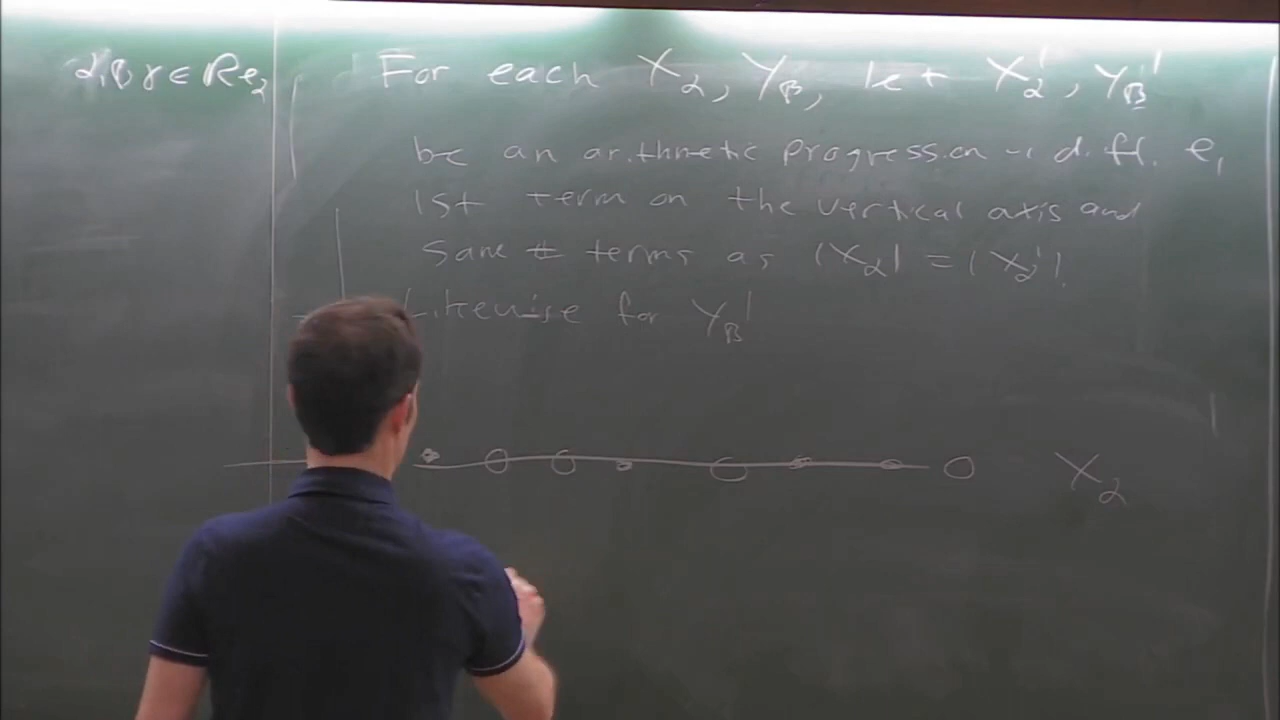 α, β, γ ∈ ℝe₂
For each X_α, Y_β, let X_α', Y_β'
be an arithmetic progression w diff. e₁
1st term on the vertical axis and
same # terms as |X_α| = |X_α'|.
Likewise for Y_β'
X_α